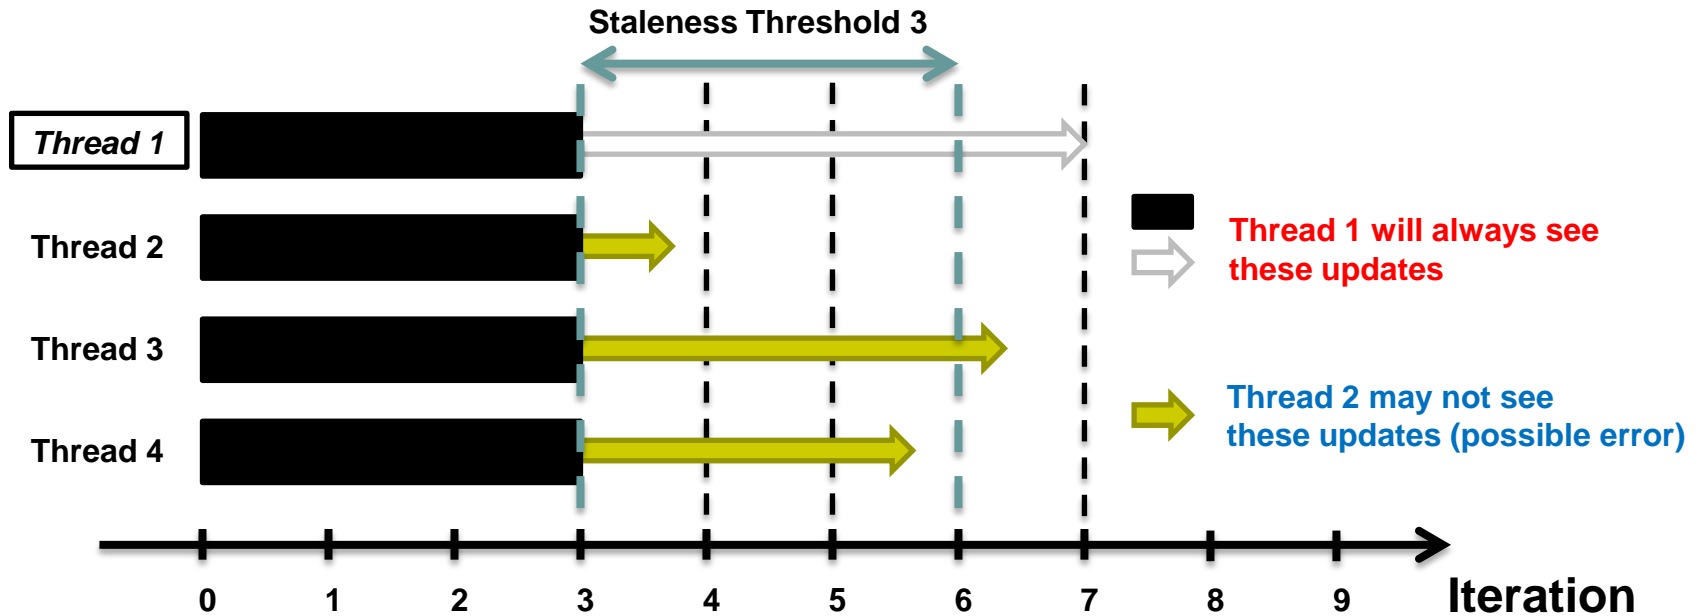 Staleness Threshold 3
Thread 1
Thread 2
Thread 3
Thread 4
Thread 1 will always see
these updates
Thread 2 may not see
these updates (possible error)
0 1 2 3 4 5 6 7 8 9
Iteration